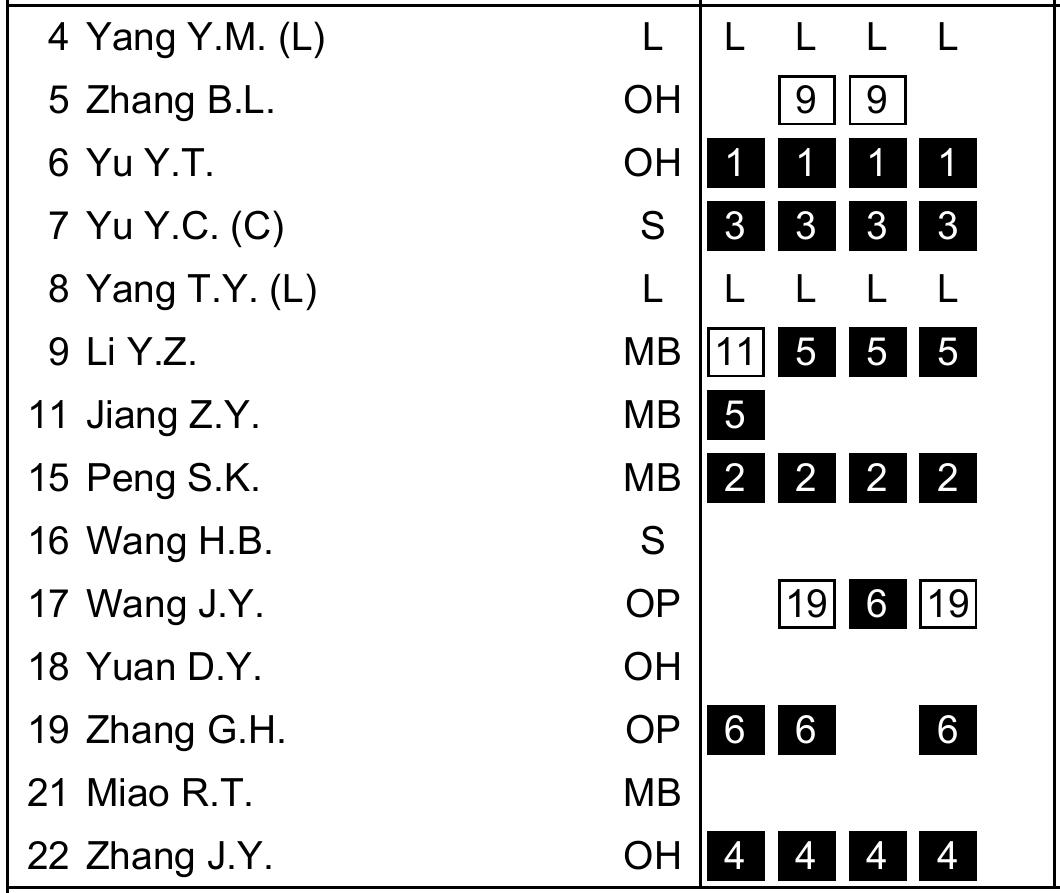 4 Yang Y.M. (L) L L L L L
5 Zhang B.L. OH 9 9
6 Yu Y.T. OH 1 1 1 1
7 Yu Y.C. (C) S 3 3 3 3
8 Yang T.Y. (L) L L L L L
9 Li Y.Z. MB 11 5 5 5
11 Jiang Z.Y. MB 5
15 Peng S.K. MB 2 2 2 2
16 Wang H.B. S
17 Wang J.Y. OP 19 6 19
18 Yuan D.Y. OH
19 Zhang G.H. OP 6 6 6
21 Miao R.T. MB
22 Zhang J.Y. OH 4 4 4 4